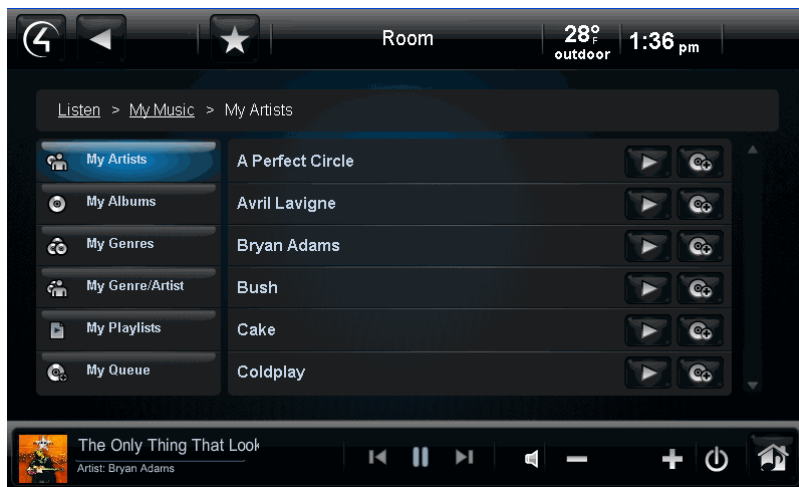 Room
28°F
outdoor
1:36 pm
Listen > My Music > My Artists
My Artists
My Albums
My Genres
My Genre/Artist
My Playlists
My Queue
A Perfect Circle
Avril Lavigne
Bryan Adams
Bush
Cake
Coldplay
The Only Thing That Look
Artist: Bryan Adams